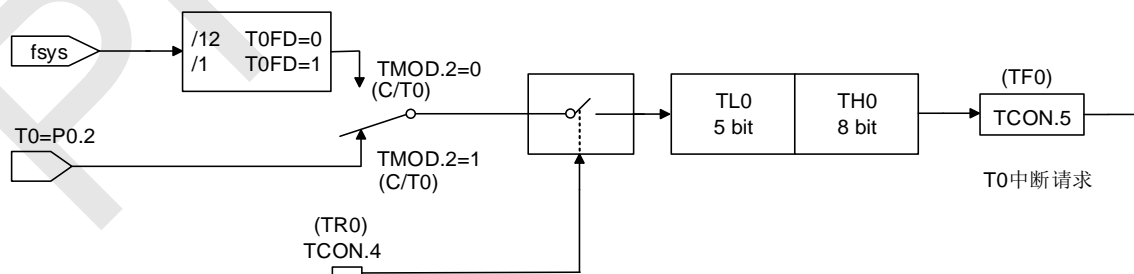 /12 T0FD=0
/1 T0FD=1
fsys
TMOD.2=0
(C/T0)
T0=P0.2
TMOD.2=1
(C/T0)
(TR0)
TCON.4
TL0
5 bit
TH0
8 bit
(TF0)
TCON.5
T0中断请求